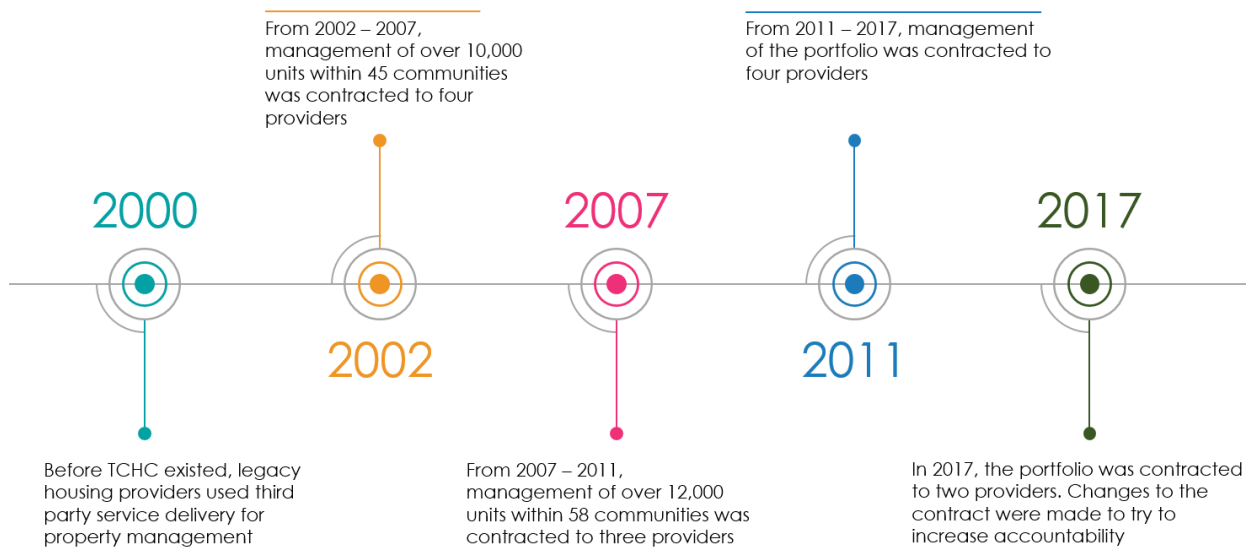 From 2002 – 2007,
management of over 10,000
units within 45 communities
was contracted to four
providers
From 2011 – 2017, management
of the portfolio was contracted to
four providers
2000
2002
2007
2011
2017
Before TCHC existed, legacy
housing providers used third
party service delivery for
property management
From 2007 – 2011,
management of over 12,000
units within 58 communities was
contracted to three providers
In 2017, the portfolio was contracted
to two providers. Changes to the
contract were made to try to
increase accountability